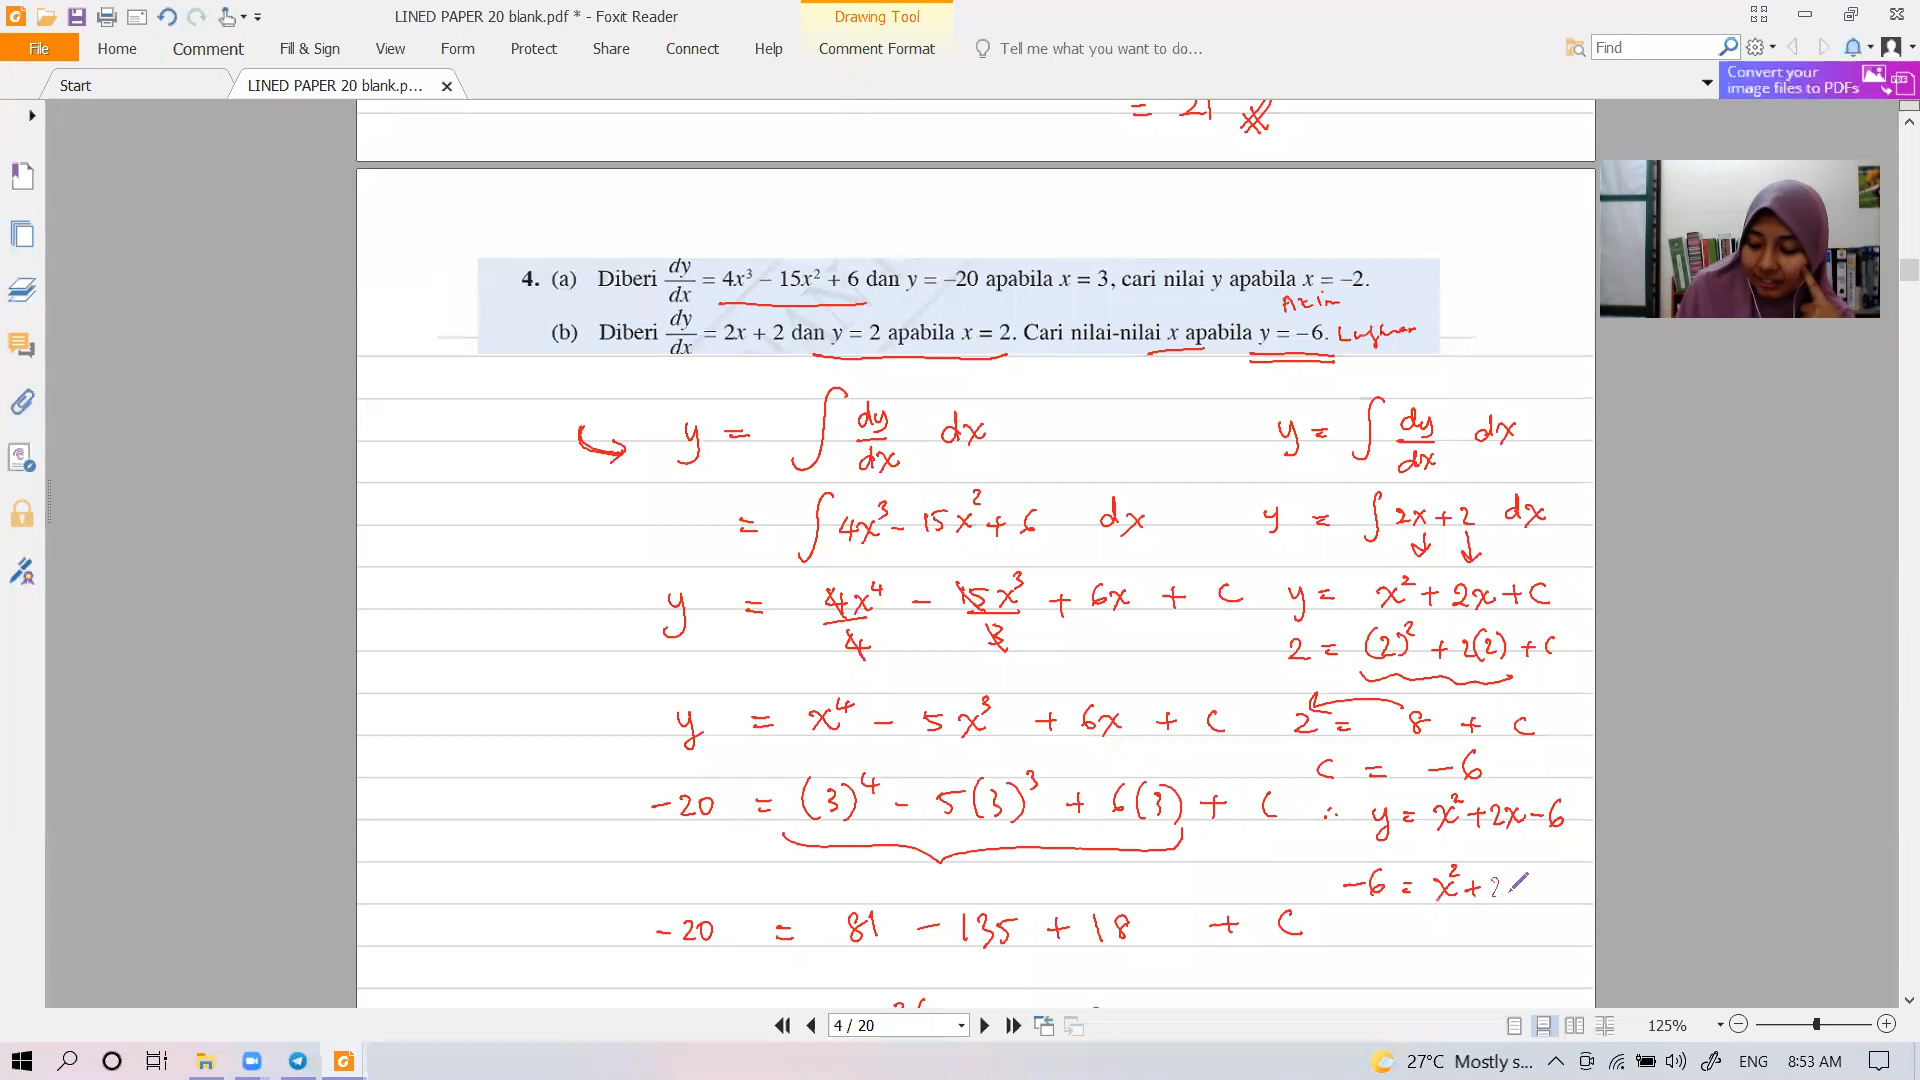 LINED PAPER 20 blank.pdf * - Foxit Reader
Drawing Tool
File Home Comment Fill & Sign View Form Protect Share Connect Help Comment Format Tell me what you want to do... Find
Start LINED PAPER 20 blank.p...
Convert your
image files to PDFs
= 21
4. (a) Diberi dy/dx = 4x³ – 15x² + 6 dan y = –20 apabila x = 3, cari nilai y apabila x = –2.
Azim
(b) Diberi dy/dx = 2x + 2 dan y = 2 apabila x = 2. Cari nilai-nilai x apabila y = –6. Luqman
y = ∫ dy/dx dx
= ∫ 4x³ - 15x² + 6 dx
y = 4x⁴/4 - 15x³/3 + 6x + C
y = x⁴ - 5x³ + 6x + C
-20 = (3)⁴ - 5(3)³ + 6(3) + C
-20 = 81 - 135 + 18 + C
y = ∫ dy/dx dx
y = ∫ 2x + 2 dx
y = x² + 2x + C
2 = (2)² + 2(2) + C
2 = 8 + C
C = -6
∴ y = x² + 2x - 6
-6 = x² + 2
4 / 20
125%
27°C Mostly s...
ENG
8:53 AM